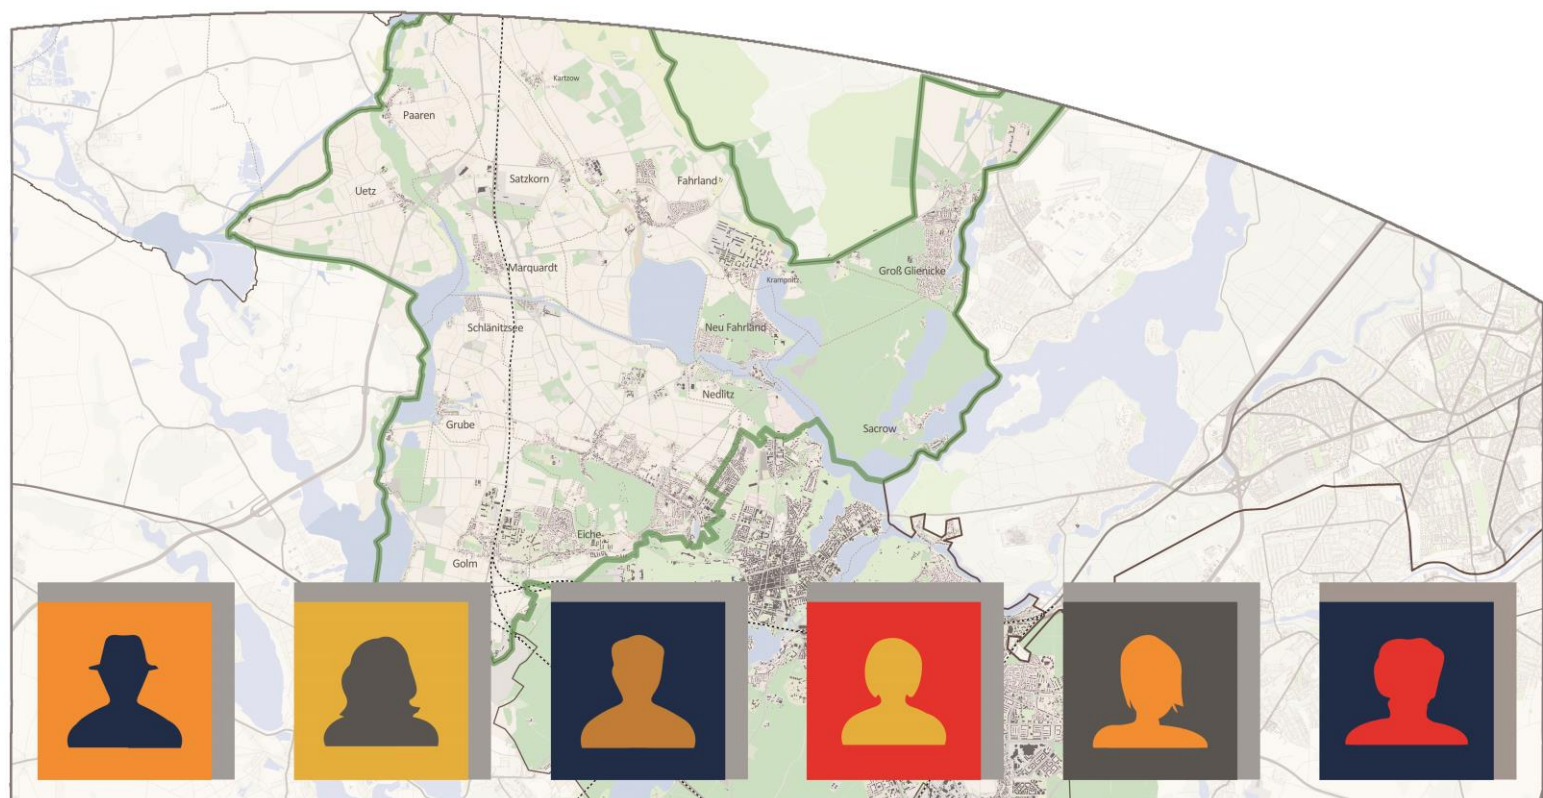 Kartzow
Paaren
Satzkorn
Fahrland
Uetz
Marquardt
Groß Glienicke
Krampnitz
Schlänitzsee
Neu Fahrland
Nedlitz
Grube
Sacrow
Eiche
Golm